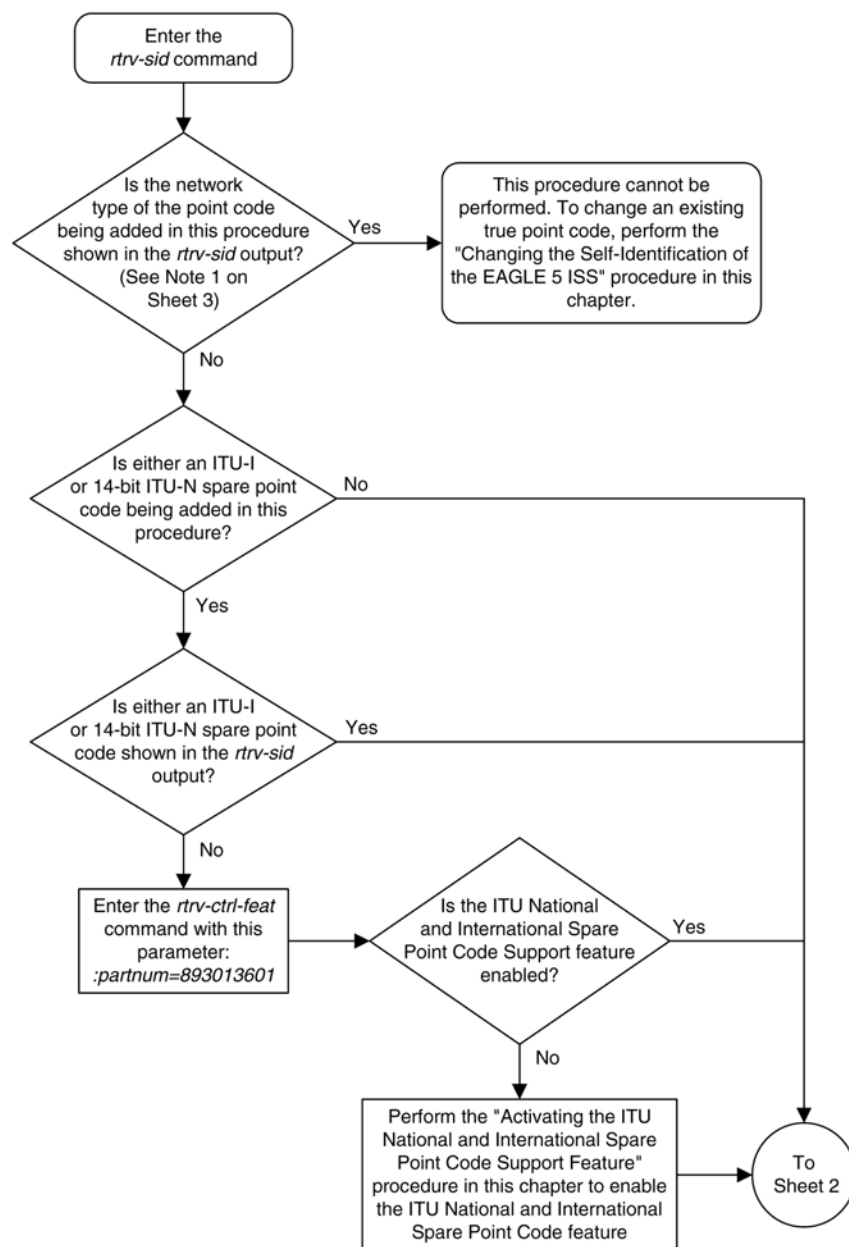 Enter the
rtrv-sid command
Is the network
type of the point code
being added in this procedure
shown in the rtrv-sid output?
(See Note 1 on
Sheet 3)
Yes
This procedure cannot be
performed. To change an existing
true point code, perform the
"Changing the Self-Identification of
the EAGLE 5 ISS" procedure in this
chapter.
No
Is either an ITU-I
or 14-bit ITU-N spare point
code being added in this
procedure?
No
Yes
Is either an ITU-I
or 14-bit ITU-N spare point
code shown in the rtrv-sid
output?
Yes
No
Enter the rtrv-ctrl-feat
command with this
parameter:
:partnum=893013601
Is the ITU National
and International Spare
Point Code Support feature
enabled?
Yes
No
Perform the "Activating the ITU
National and International Spare
Point Code Support Feature"
procedure in this chapter to enable
the ITU National and International
Spare Point Code feature
To
Sheet 2